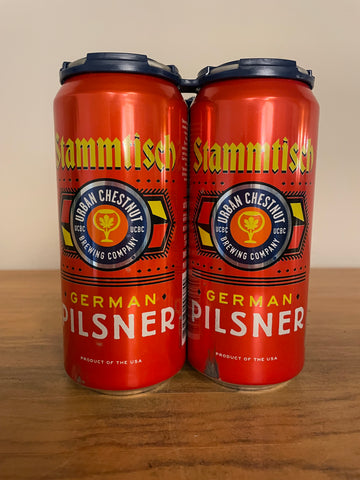 Stammtisch
URBAN CHESTNUT
UCBC UCBC
BREWING COMPANY
GERMAN
PILSNER
PRODUCT OF THE USA
Stammtisch
URBAN CHESTNUT
UCBC UCBC
BREWING COMPANY
GERMAN
PILSNER
PRODUCT OF THE USA